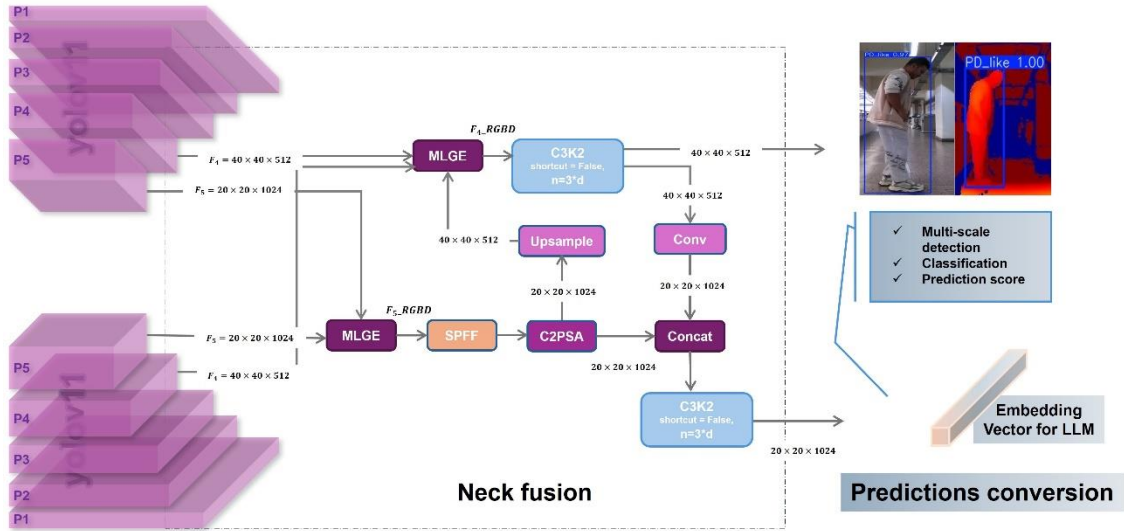 P1
P2
P3
P4
P5
yolov11
F₄ = 40×40×512
F₅ = 20×20×1024
MLGE
F₄_RGBD
C3K2
shortcut = False,
n=3*d
40×40×512
40×40×512
40×40×512
Upsample
Conv
20×20×1024
20×20×1024
F₅ = 20×20×1024
MLGE
F₅_RGBD
SPFF
C2PSA
Concat
20×20×1024
F₄ = 40×40×512
C3K2
shortcut = False,
n=3*d
20×20×1024
P5
P4
P3
P2
P1
yolov11
Neck fusion
PD_like 0.97
PD_like 1.00
✓ Multi-scale
detection
✓ Classification
✓ Prediction score
Embedding
Vector for LLM
Predictions conversion